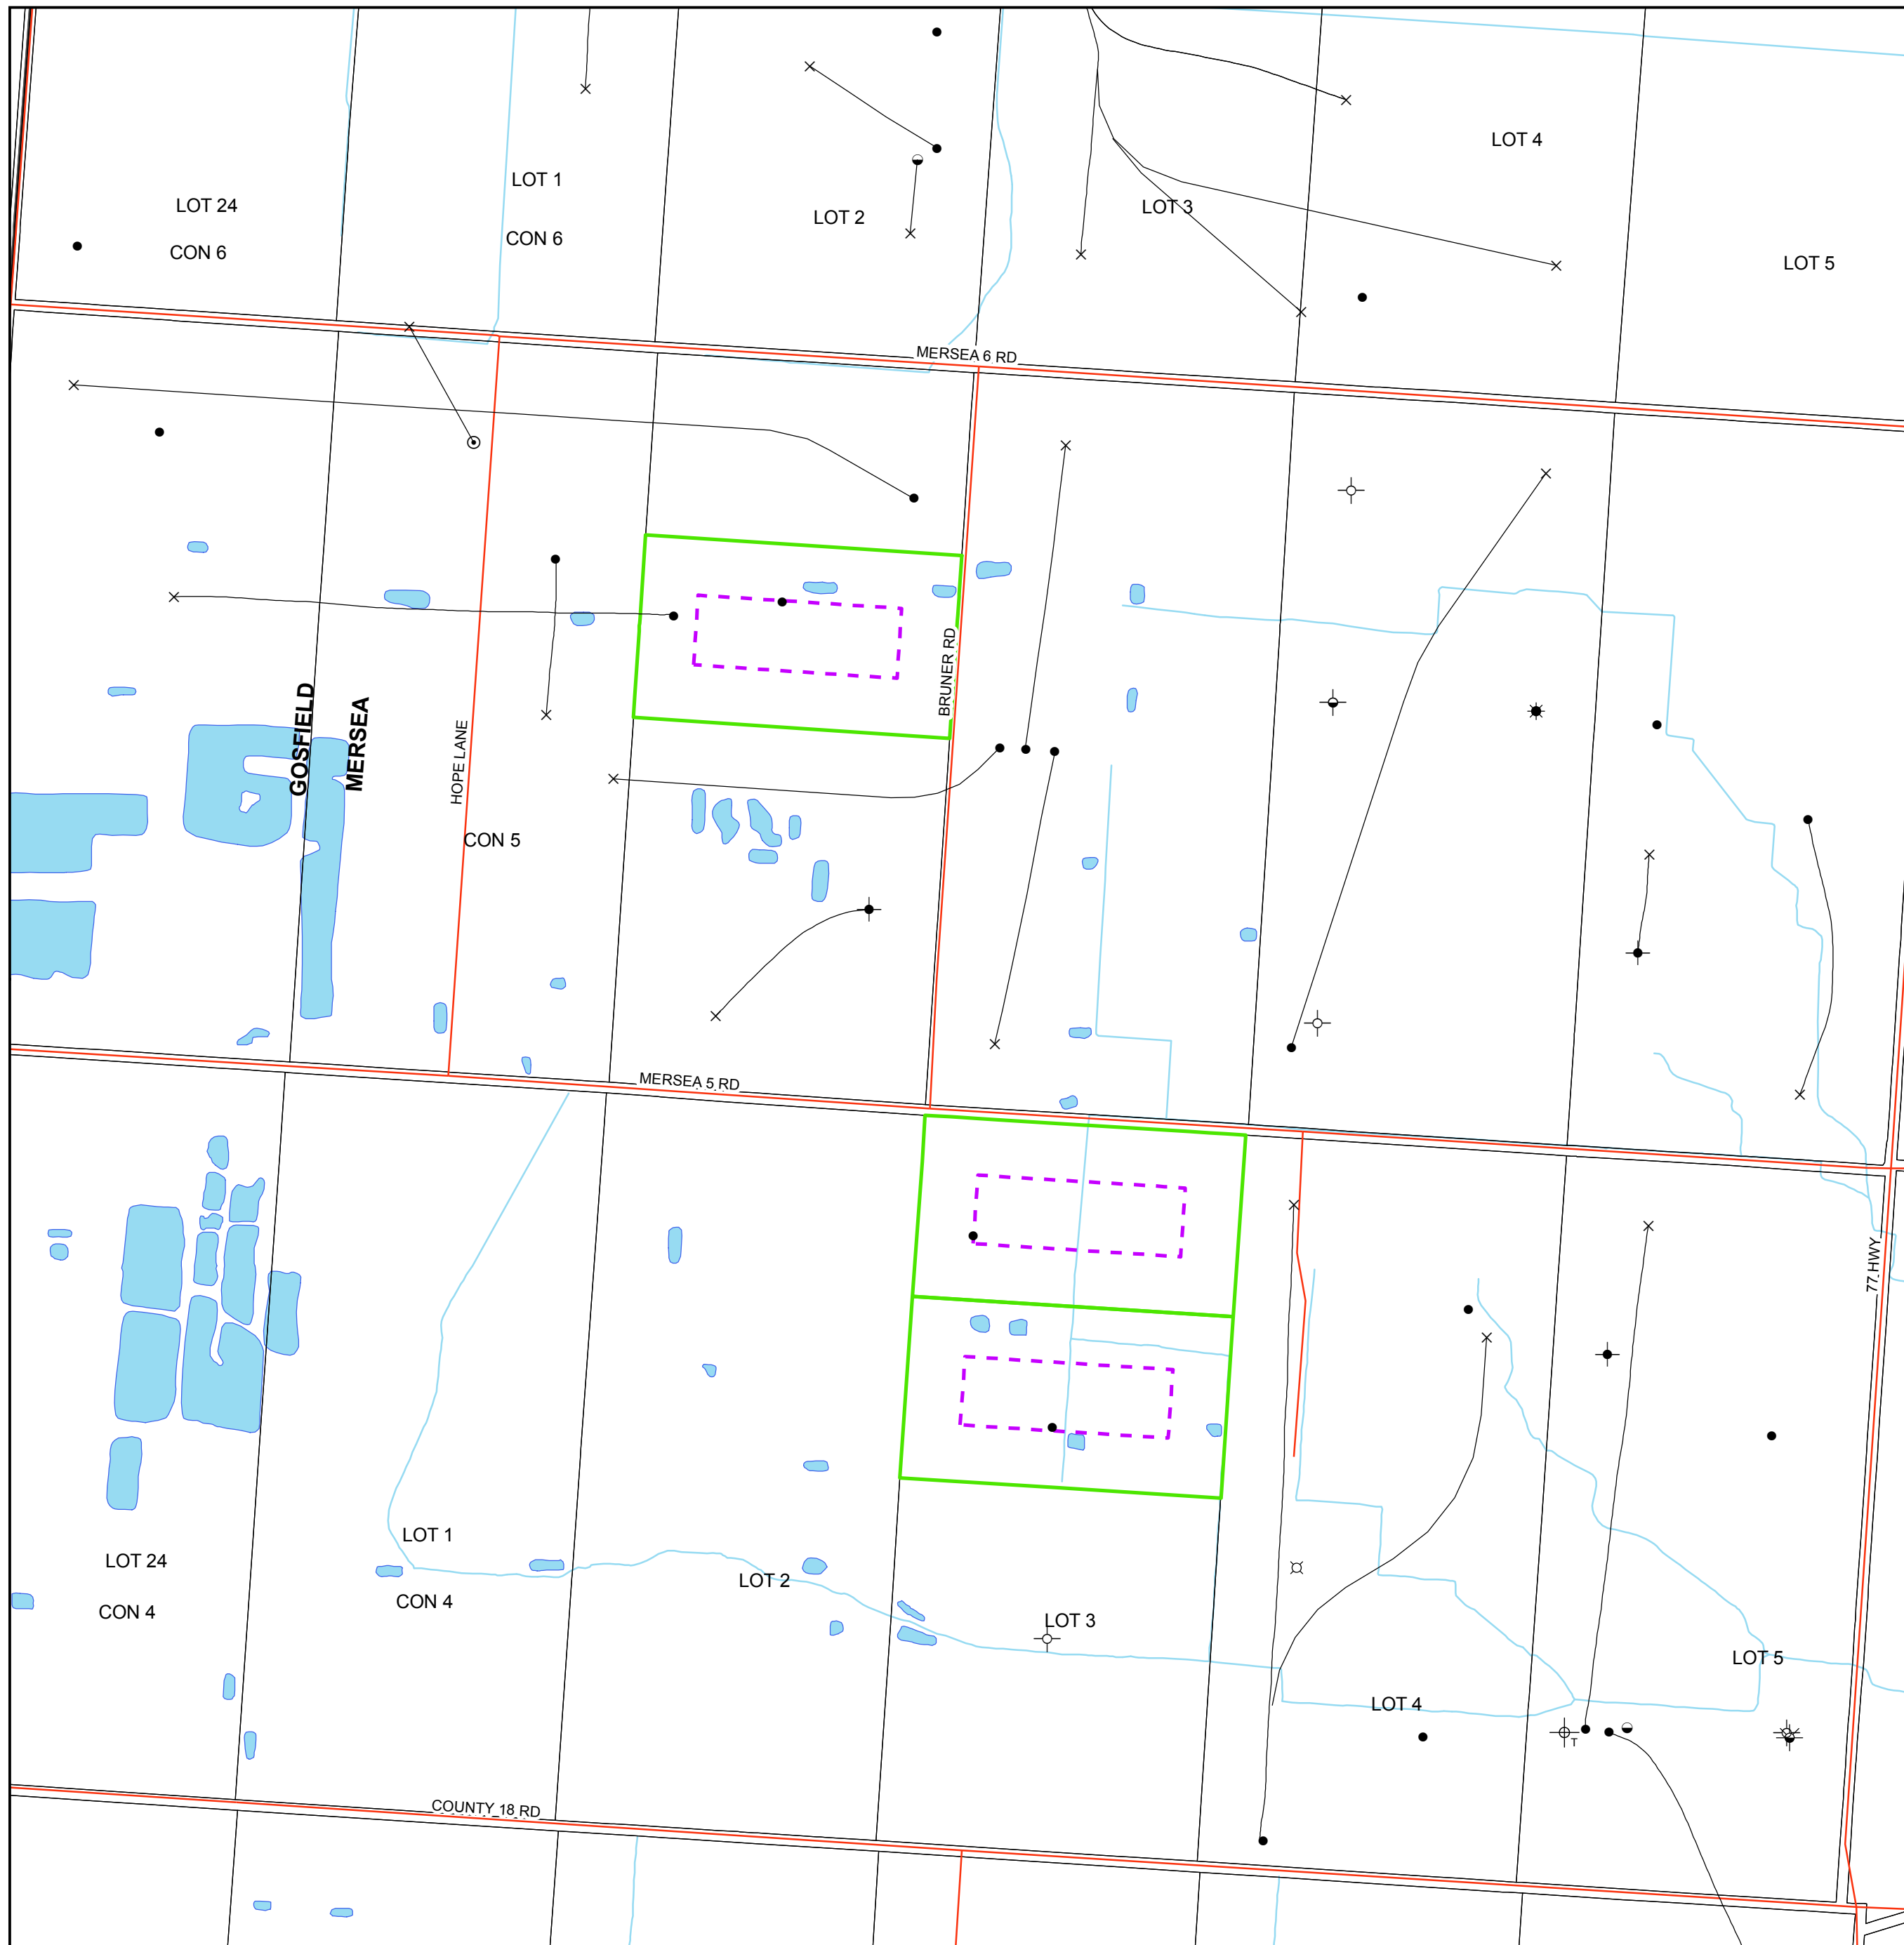 LOT 4
LOT 1
LOT 24
LOT 3
LOT 2
CON 6
CON 6
LOT 5
MERSEA 6 RD
BRUNER RD
GOSFIELD
MERSEA
HOPE LANE
CON 5
MERSEA 5 RD
77 HWY
LOT 1
LOT 24
LOT 2
CON 4
CON 4
LOT 3
LOT 5
LOT 4
T
COUNTY 18 RD